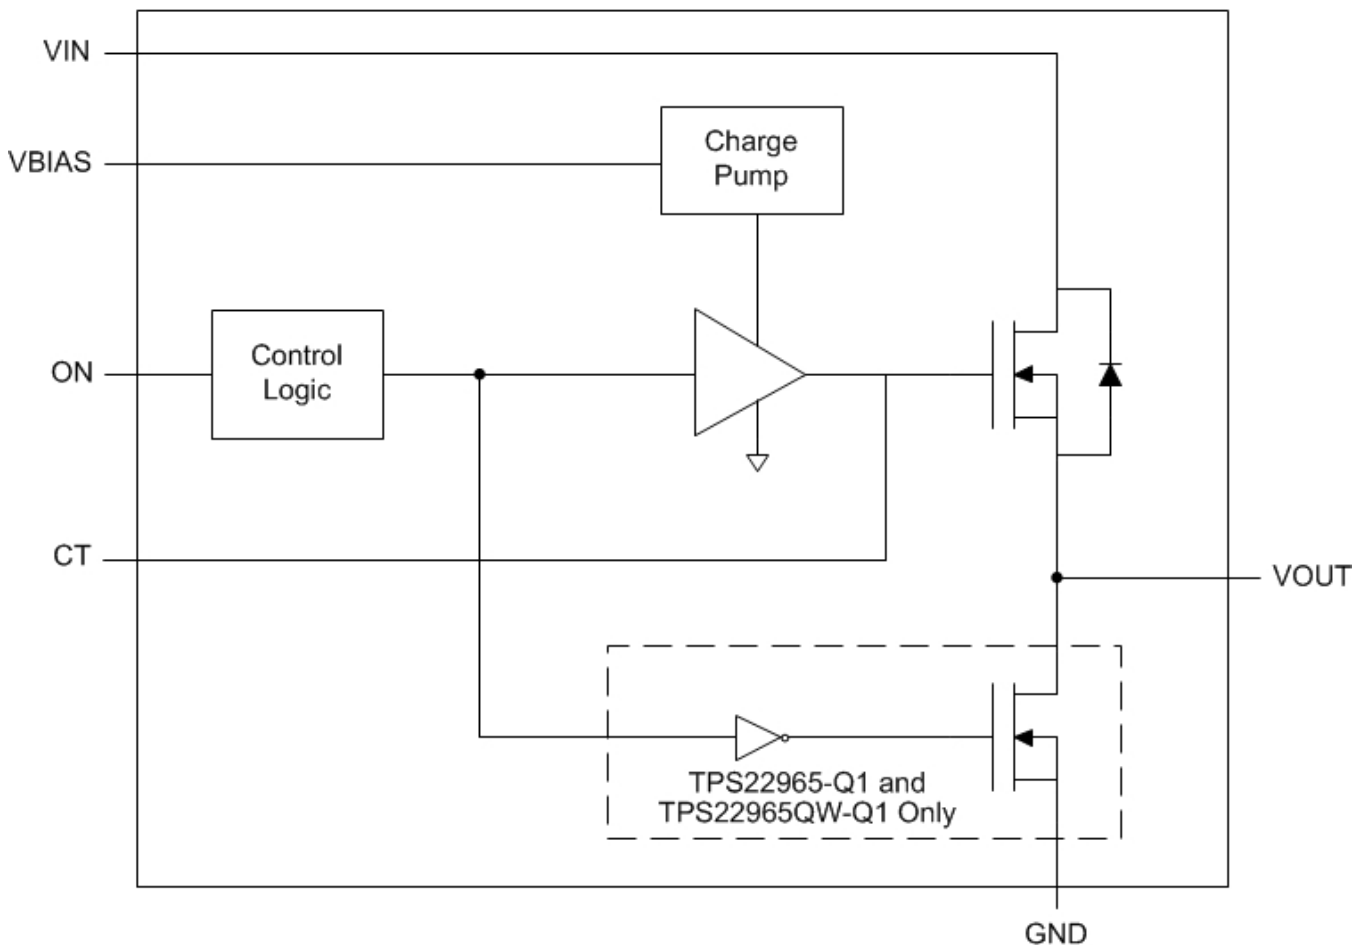 VIN
Charge
Pump
VBIAS
Control
Logic
ON
CT
VOUT
TPS22965-Q1 and
TPS22965QW-Q1 Only
GND